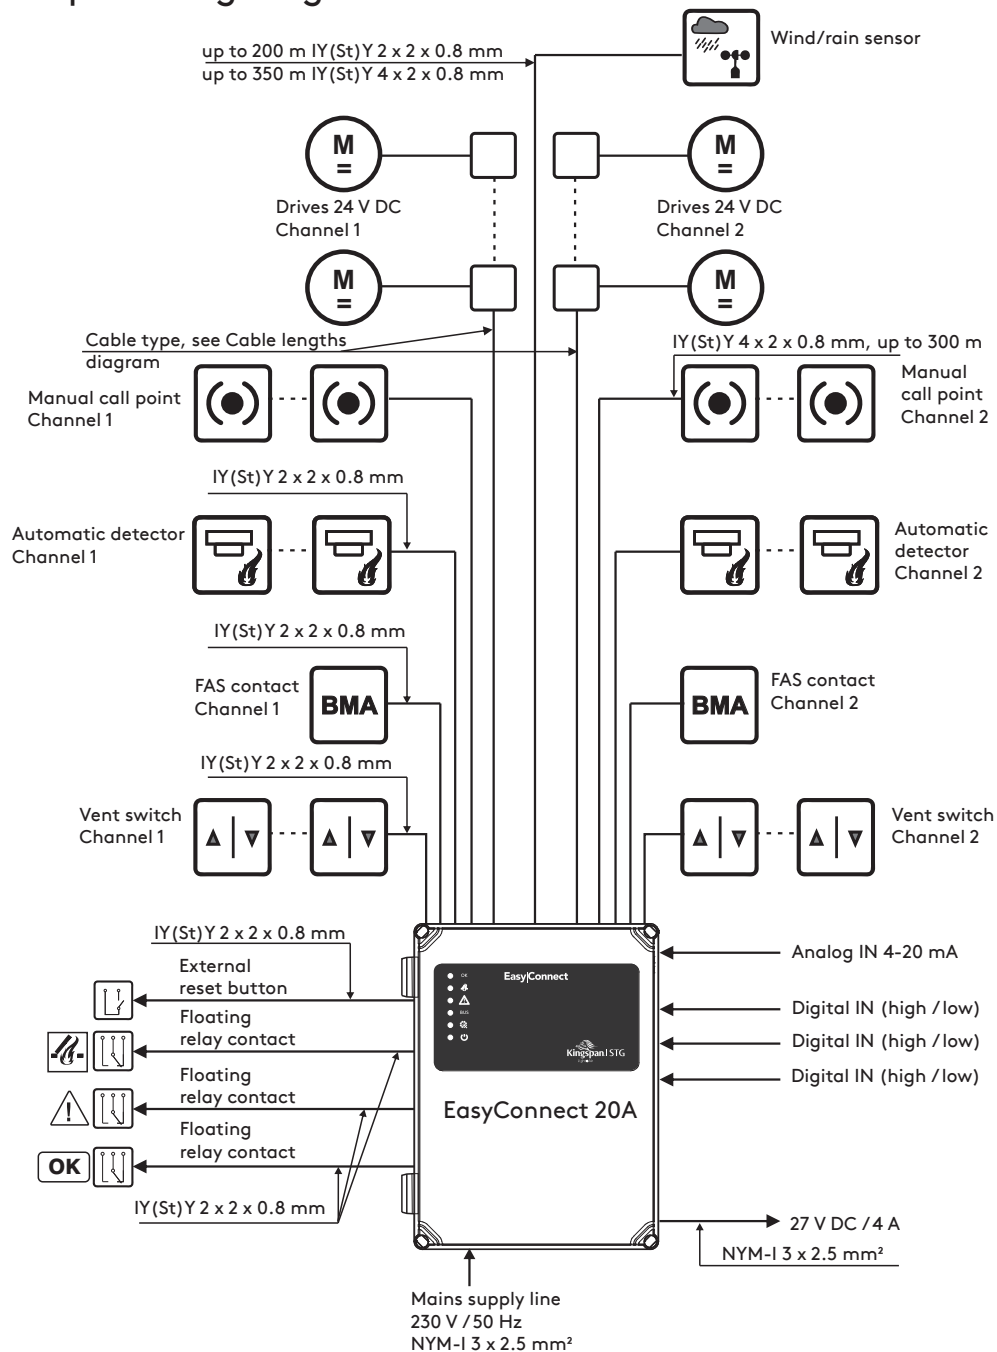 up to 200 m IY(St)Y 2 x 2 x 0.8 mm
up to 350 m IY(St)Y 4 x 2 x 0.8 mm
Wind/rain sensor
M
=
M
=
Drives 24 V DC
Channel 1
Drives 24 V DC
Channel 2
M
=
M
=
Cable type, see Cable lengths
diagram
IY(St)Y 4 x 2 x 0.8 mm, up to 300 m
Manual call point
Channel 1
Manual
call point
Channel 2
IY(St)Y 2 x 2 x 0.8 mm
Automatic detector
Channel 1
Automatic
detector
Channel 2
IY(St)Y 2 x 2 x 0.8 mm
FAS contact
Channel 1
BMA
BMA
FAS contact
Channel 2
IY(St)Y 2 x 2 x 0.8 mm
Vent switch
Channel 1
Vent switch
Channel 2
IY(St)Y 2 x 2 x 0.8 mm
External
reset button
Floating
relay contact
Floating
relay contact
Floating
relay contact
OK
IY(St)Y 2 x 2 x 0.8 mm
Easy|Connect
OK
BUS
Kingspan | STG
EasyConnect 20A
Analog IN 4-20 mA
Digital IN (high / low)
Digital IN (high / low)
Digital IN (high / low)
27 V DC / 4 A
NYM-I 3 x 2.5 mm²
Mains supply line
230 V / 50 Hz
NYM-I 3 x 2.5 mm²